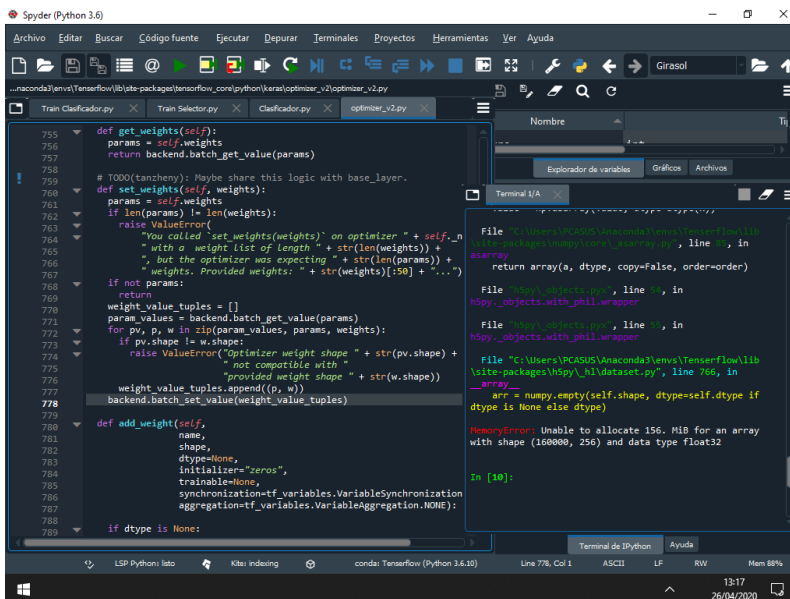 Spyder (Python 3.6)
Archivo Editar Buscar Código fuente Ejecutar Depurar Terminales Proyectos Herramientas Ver Ayuda
Girasol
...naconda3\envs\Tenserflow\lib\site-packages\tensorflow_core\python\keras\optimizer_v2\optimizer_v2.py
Train Clasificador.py Train Selector.py Clasificador.py optimizer_v2.py
755 def get_weights(self):
756 params = self.weights
757 return backend.batch_get_value(params)
758
759 # TODO(tanzheny): Maybe share this logic with base_layer.
760 def set_weights(self, weights):
761 params = self.weights
762 if len(params) != len(weights):
763 raise ValueError(
764 "You called `set_weights(weights)` on optimizer " + self._n
765 " with a  weight list of length " + str(len(weights)) +
766 ", but the optimizer was expecting " + str(len(params)) +
767 " weights. Provided weights: " + str(weights)[:50] + "...")
768 if not params:
769 return
770 weight_value_tuples = []
771 param_values = backend.batch_get_value(params)
772 for pv, p, w in zip(param_values, params, weights):
773 if pv.shape != w.shape:
774 raise ValueError("Optimizer weight shape " + str(pv.shape) +
775 " not compatible with "
776 "provided weight shape " + str(w.shape))
777 weight_value_tuples.append((p, w))
778 backend.batch_set_value(weight_value_tuples)
779
780 def add_weight(self,
781 name,
782 shape,
783 dtype=None,
784 initializer="zeros",
785 trainable=None,
786 synchronization=tf_variables.VariableSynchronization
787 aggregation=tf_variables.VariableAggregation.NONE):
788
789 if dtype is None:
Nombre Ti
Explorador de variables Gráficos Archivos
Terminal 1/A
File "C:\Users\PCASUS\Anaconda3\envs\Tenserflow\lib
\site-packages\numpy\core\_asarray.py", line 85, in
asarray
return array(a, dtype, copy=False, order=order)
File "h5py\_objects.pyx", line 54, in
h5py._objects.with_phil.wrapper
File "h5py\_objects.pyx", line 55, in
h5py._objects.with_phil.wrapper
File "C:\Users\PCASUS\Anaconda3\envs\Tenserflow\lib
\site-packages\h5py\_hl\dataset.py", line 766, in
__array__
arr = numpy.empty(self.shape, dtype=self.dtype if
dtype is None else dtype)
MemoryError: Unable to allocate 156. MiB for an array
with shape (160000, 256) and data type float32
In [10]:
Terminal de IPython Ayuda
LSP Python: listo Kite: indexing conda: Tenserflow (Python 3.6.10) Line 778, Col 1 ASCII LF RW Mem 88%
13:17
26/04/2020